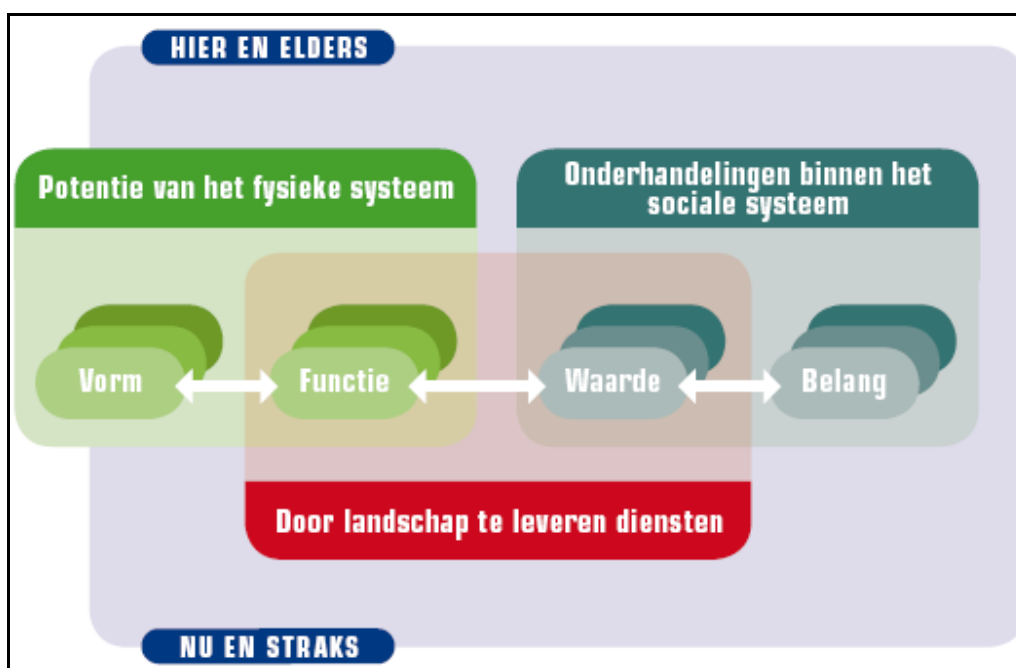 HIER EN ELDERS
Potentie van het fysieke systeem
Onderhandelingen binnen het
sociale systeem
Vorm
Functie
Waarde
Belang
Door landschap te leveren diensten
NU EN STRAKS